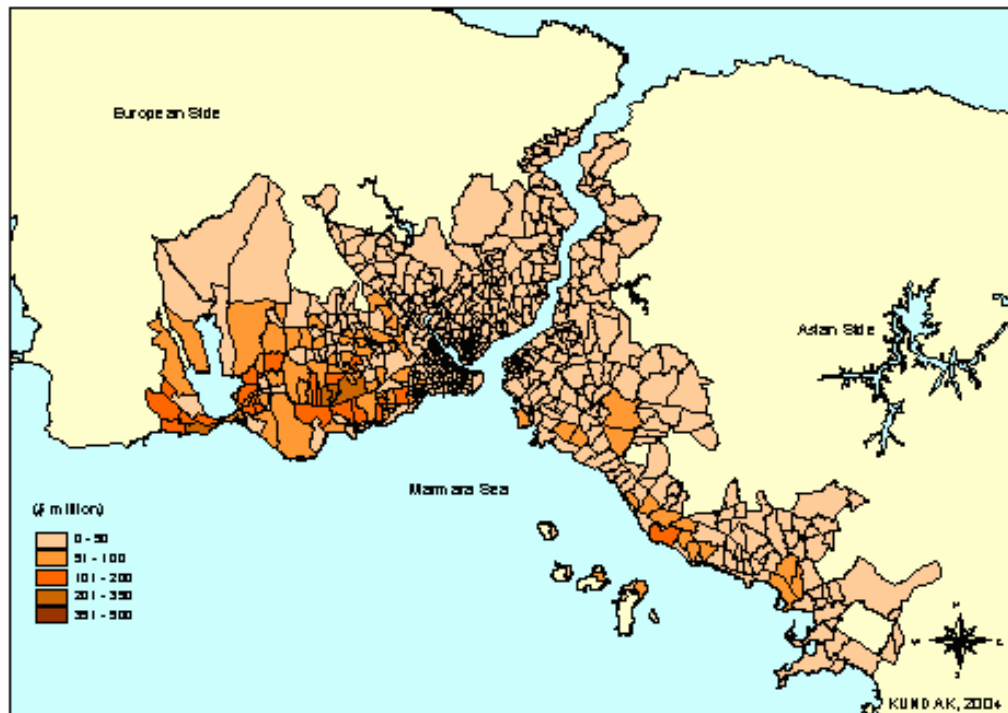 European Side
Asian Side
Marmara Sea
($ million)
0 - 50
51 - 100
101 - 200
201 - 350
351 - 500
KUNDAK, 2004